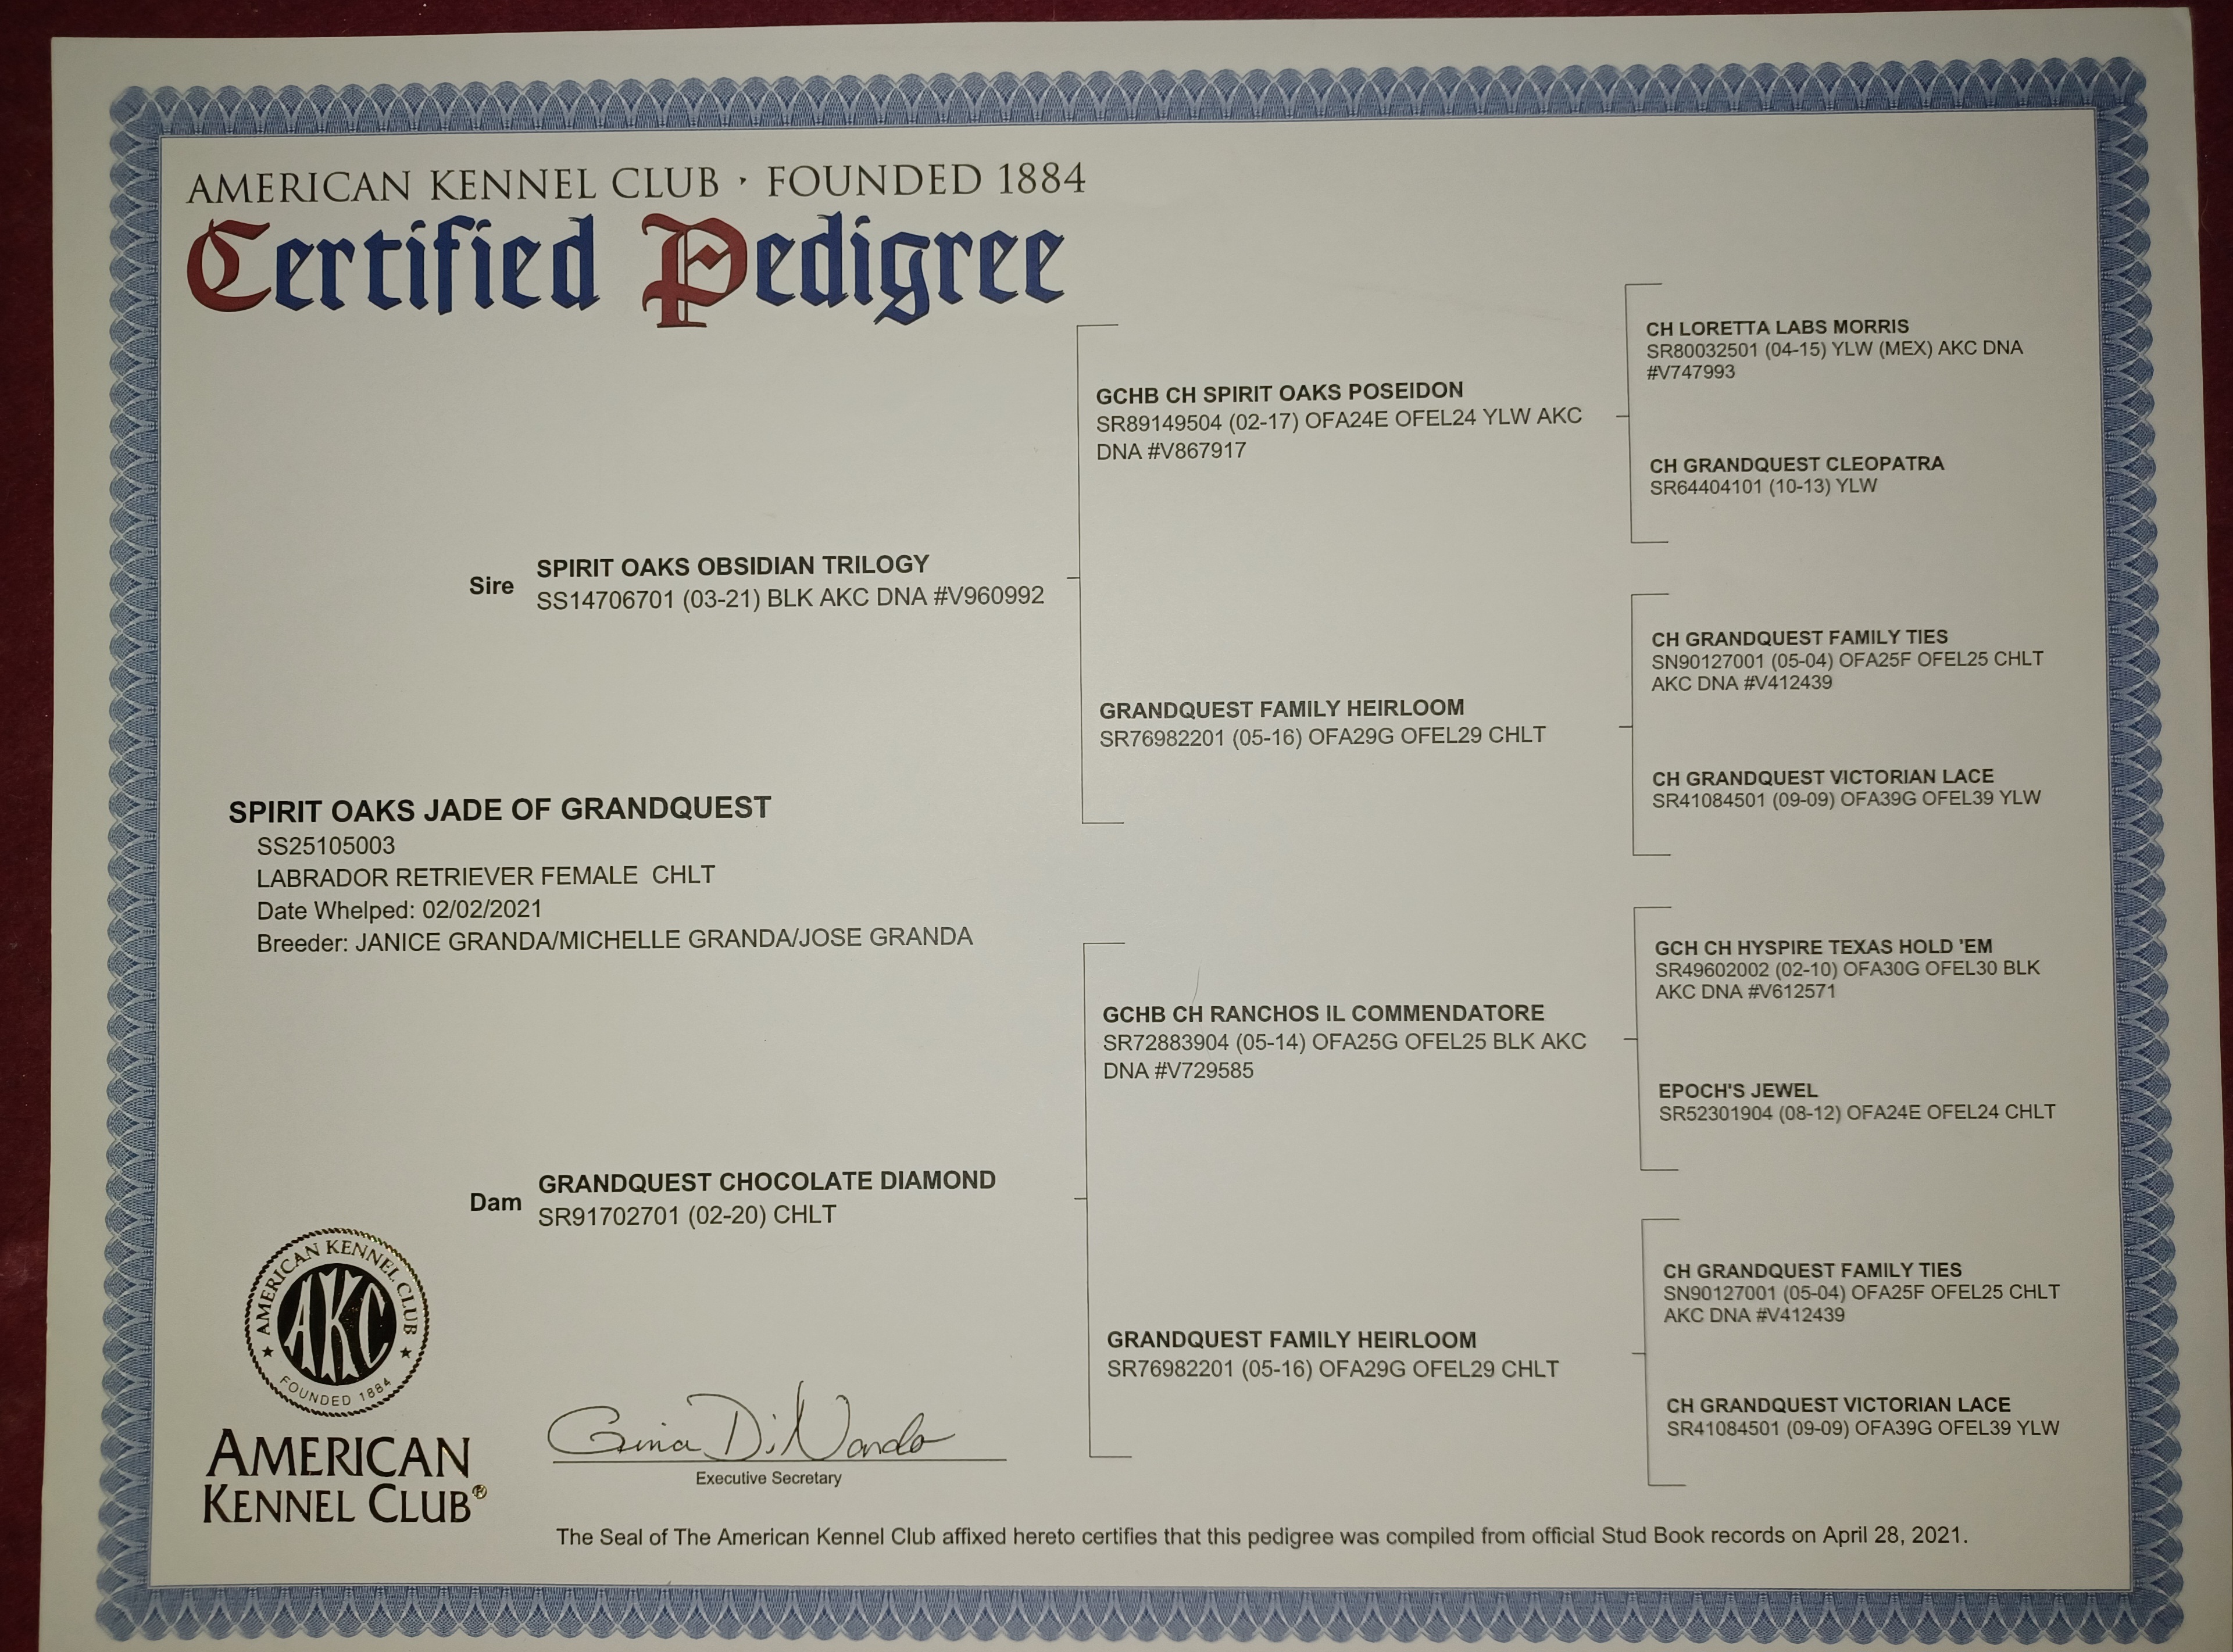 AMERICAN KENNEL CLUB · FOUNDED 1884
Certified Pedigree
CH LORETTA LABS MORRIS
SR80032501 (04-15) YLW (MEX) AKC DNA
#V747993
GCHB CH SPIRIT OAKS POSEIDON
SR89149504 (02-17) OFA24E OFEL24 YLW AKC
DNA #V867917
CH GRANDQUEST CLEOPATRA
SR64404101 (10-13) YLW
Sire
SPIRIT OAKS OBSIDIAN TRILOGY
SS14706701 (03-21) BLK AKC DNA #V960992
CH GRANDQUEST FAMILY TIES
SN90127001 (05-04) OFA25F OFEL25 CHLT
AKC DNA #V412439
GRANDQUEST FAMILY HEIRLOOM
SR76982201 (05-16) OFA29G OFEL29 CHLT
CH GRANDQUEST VICTORIAN LACE
SR41084501 (09-09) OFA39G OFEL39 YLW
SPIRIT OAKS JADE OF GRANDQUEST
SS25105003
LABRADOR RETRIEVER FEMALE CHLT
Date Whelped: 02/02/2021
Breeder: JANICE GRANDA/MICHELLE GRANDA/JOSE GRANDA
GCH CH HYSPIRE TEXAS HOLD 'EM
SR49602002 (02-10) OFA30G OFEL30 BLK
AKC DNA #V612571
GCHB CH RANCHOS IL COMMENDATORE
SR72883904 (05-14) OFA25G OFEL25 BLK AKC
DNA #V729585
EPOCH'S JEWEL
SR52301904 (08-12) OFA24E OFEL24 CHLT
Dam
GRANDQUEST CHOCOLATE DIAMOND
SR91702701 (02-20) CHLT
CH GRANDQUEST FAMILY TIES
SN90127001 (05-04) OFA25F OFEL25 CHLT
AKC DNA #V412439
GRANDQUEST FAMILY HEIRLOOM
SR76982201 (05-16) OFA29G OFEL29 CHLT
CH GRANDQUEST VICTORIAN LACE
SR41084501 (09-09) OFA39G OFEL39 YLW
AMERICAN KENNEL CLUB
AKC
FOUNDED 1884
AMERICAN
KENNEL CLUB®
Gina DiNardo
Executive Secretary
The Seal of The American Kennel Club affixed hereto certifies that this pedigree was compiled from official Stud Book records on April 28, 2021.